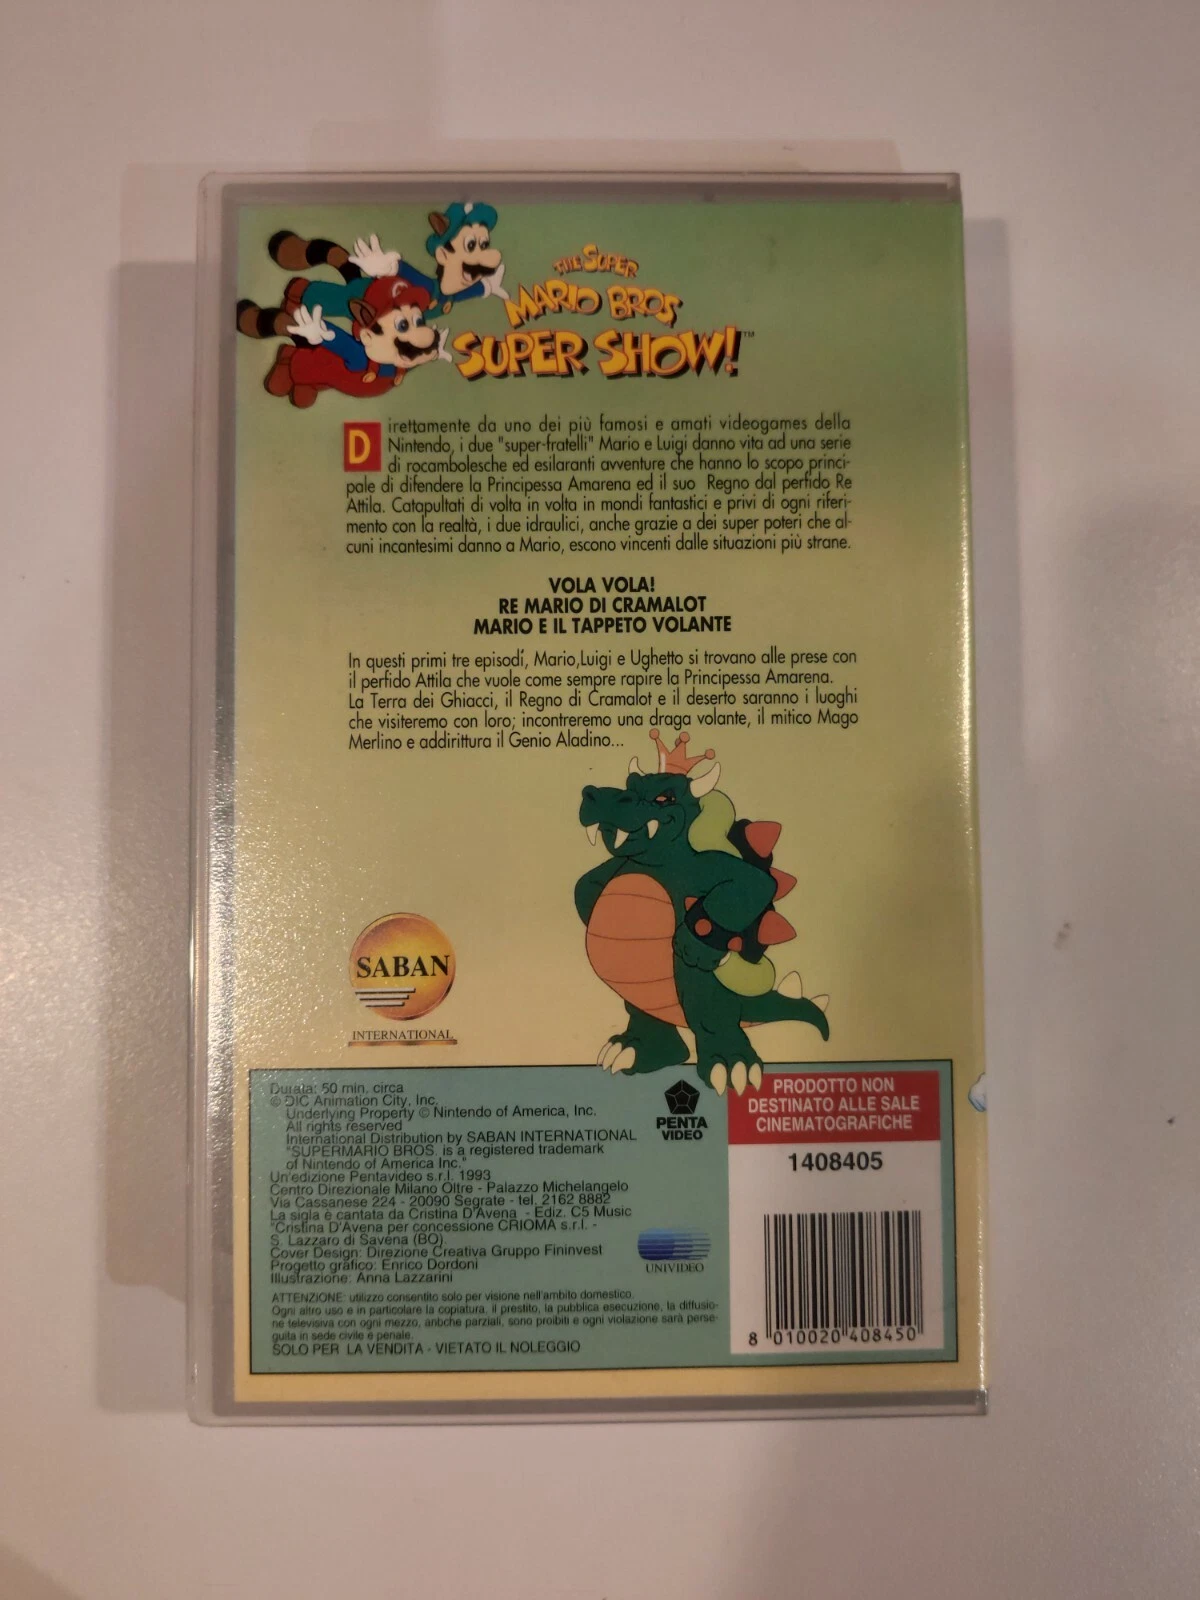 THE SUPER
MARIO BROS
SUPER SHOW!™
Direttamente da uno dei più famosi e amati videogames della
Nintendo, i due "super-fratelli" Mario e Luigi danno vita ad una serie
di rocambolesche ed esilaranti avventure che hanno lo scopo princi-
pale di difendere la Principessa Amarena ed il suo Regno dal perfido Re
Attila. Catapultati di volta in volta in mondi fantastici e privi di ogni riferi-
mento con la realtà, i due idraulici, anche grazie a dei super poteri che al-
cuni incantesimi danno a Mario, escono vincenti dalle situazioni più strane.
VOLA VOLA!
RE MARIO DI CRAMALOT
MARIO E IL TAPPETO VOLANTE
In questi primi tre episodi, Mario,Luigi e Ughetto si trovano alle prese con
il perfido Attila che vuole come sempre rapire la Principessa Amarena.
La Terra dei Ghiacci, il Regno di Cramalot e il deserto saranno i luoghi
che visiteremo con loro; incontreremo una draga volante, il mitico Mago
Merlino e addirittura il Genio Aladino...
SABAN
INTERNATIONAL
Durata: 50 min. circa
© DIC Animation City, Inc.
Underlying Property © Nintendo of America, Inc.
All rights reserved
International Distribution by SABAN INTERNATIONAL
"SUPERMARIO BROS. is a registered trademark
of Nintendo of America Inc."
Un'edizione Pentavideo s.r.l. 1993
Centro Direzionale Milano Oltre - Palazzo Michelangelo
Via Cassanese 224 - 20090 Segrate - tel. 2162 8882
La sigla è cantata da Cristina D'Avena - Ediz. C5 Music
"Cristina D'Avena per concessione CRIOMA s.r.l. -
S. Lazzaro di Savena (BO)
Cover Design: Direzione Creativa Gruppo Fininvest
Progetto grafico: Enrico Dordoni
Illustrazione: Anna Lazzarini
ATTENZIONE: utilizzo consentito solo per visione nell'ambito domestico.
Ogni altro uso e in particolare la copiatura, il prestito, la pubblica esecuzione, la diffusio-
ne televisiva con ogni mezzo, anche parziali, sono proibiti e ogni violazione sarà perse-
guita in sede civile e penale.
SOLO PER LA VENDITA - VIETATO IL NOLEGGIO
PENTA
VIDEO
UNIVIDEO
PRODOTTO NON
DESTINATO ALLE SALE
CINEMATOGRAFICHE
1408405
8 010020 408450